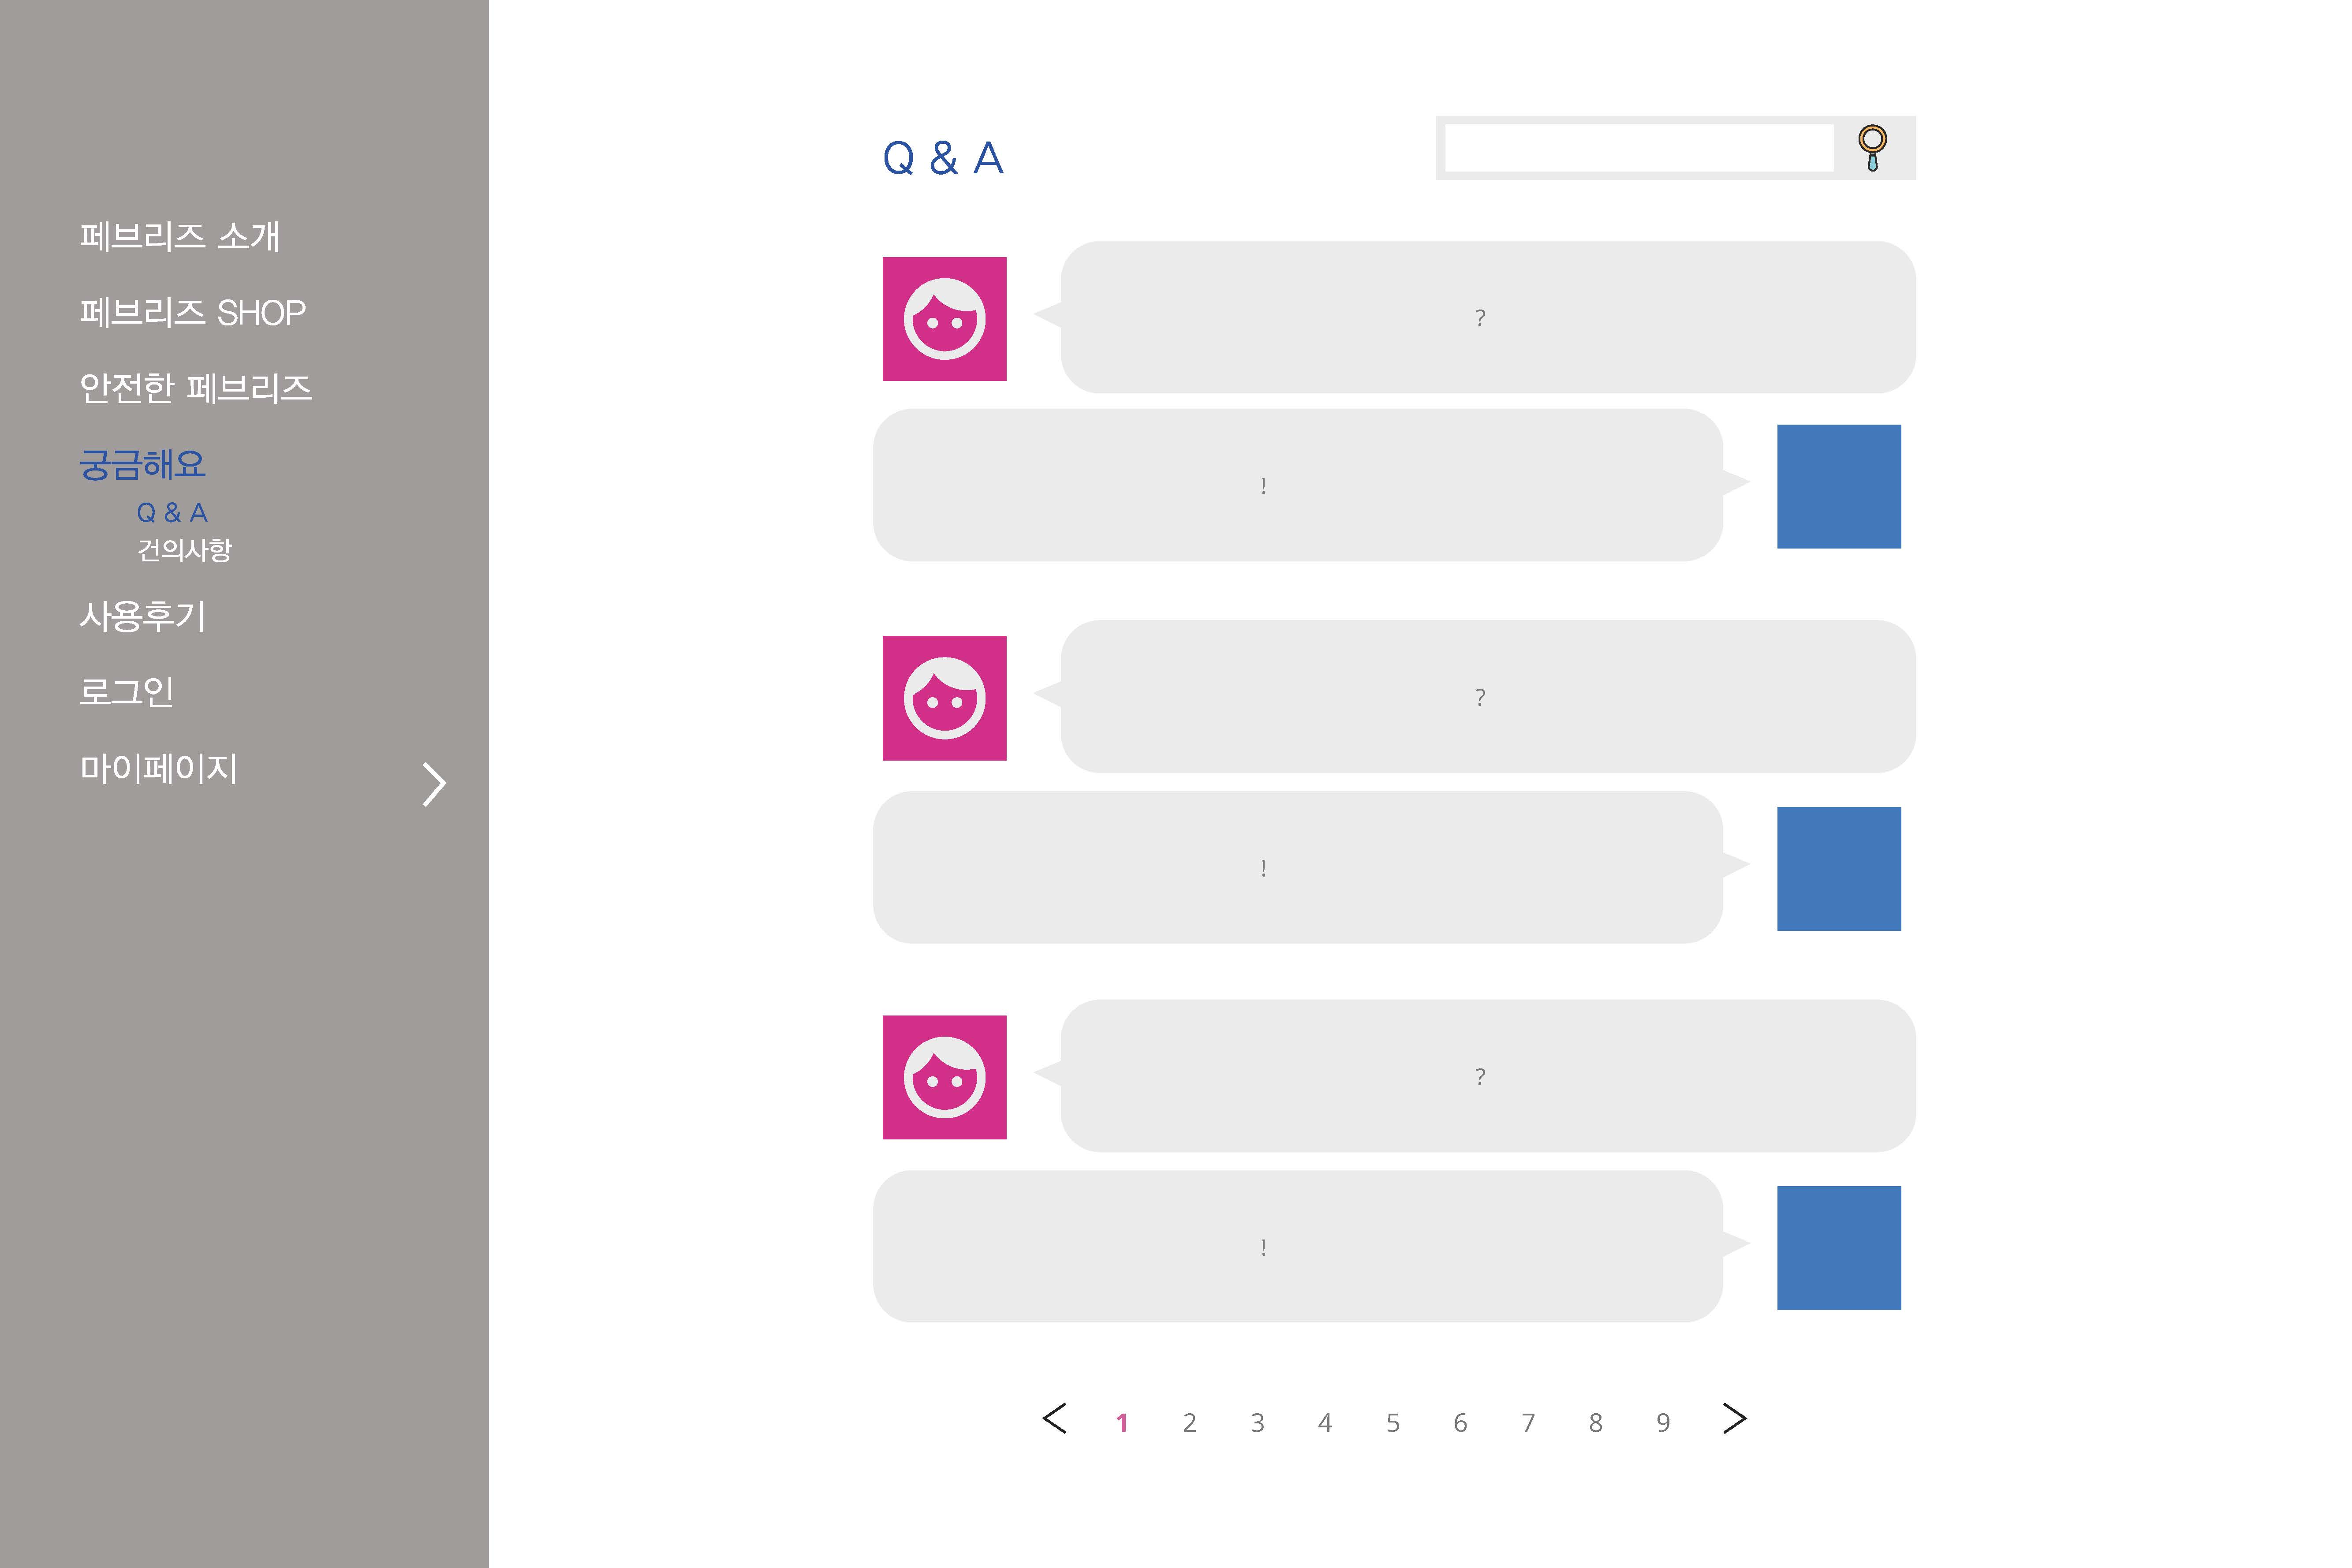 페브리즈 소개
페브리즈 SHOP
안전한 페브리즈
궁금해요
Q & A
건의사항
사용후기
로그인
마이페이지
Q & A
?
!
?
!
?
!
1 2 3 4 5 6 7 8 9